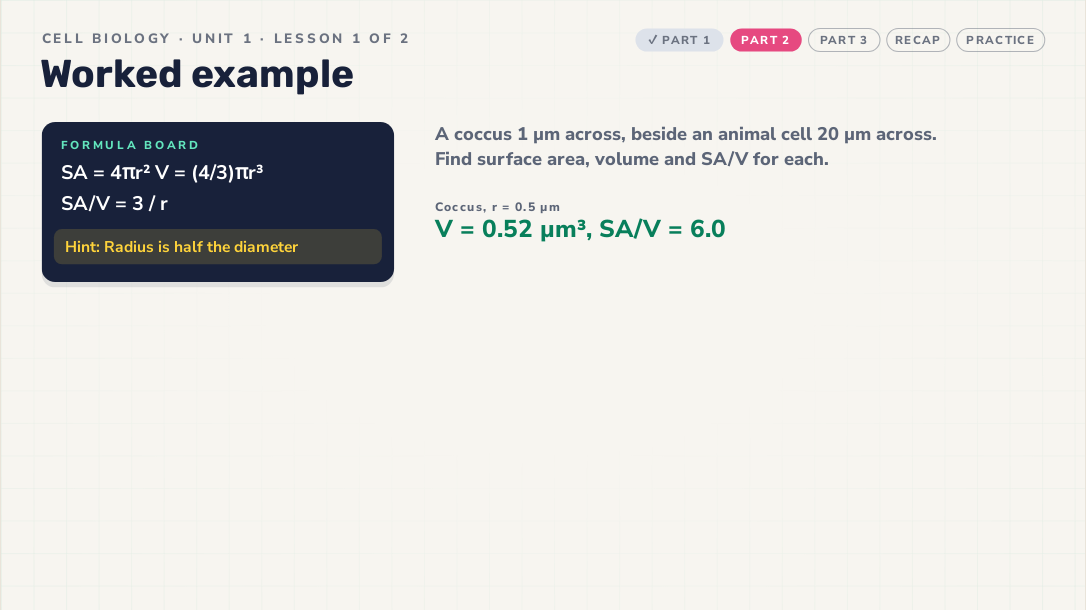 CELL BIOLOGY · UNIT 1 · LESSON 1 OF 2
✓ PART 1
PART 2
PART 3
RECAP
PRACTICE
Worked example
FORMULA BOARD
SA = 4πr² V = (4/3)πr³
SA/V = 3 / r
Hint: Radius is half the diameter
A coccus 1 µm across, beside an animal cell 20 µm across.
Find surface area, volume and SA/V for each.
Coccus, r = 0.5 µm
V = 0.52 µm³, SA/V = 6.0